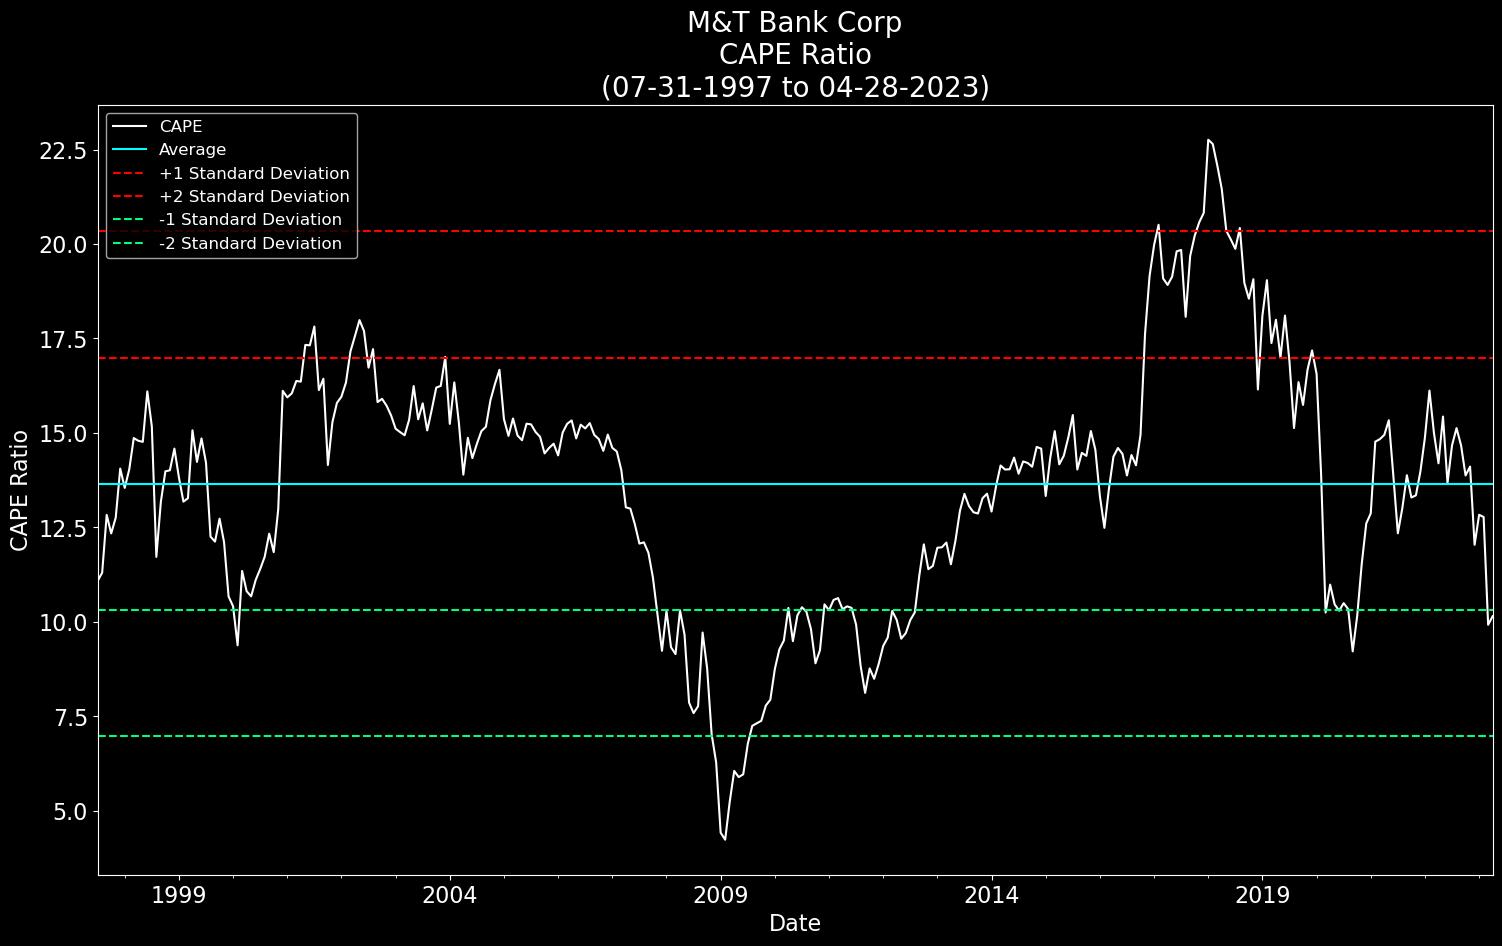 M&T Bank Corp
CAPE Ratio
(07-31-1997 to 04-28-2023)
CAPE
Average
+1 Standard Deviation
+2 Standard Deviation
-1 Standard Deviation
-2 Standard Deviation
CAPE Ratio
22.5
20.0
17.5
15.0
12.5
10.0
7.5
5.0
1999 2004 2009 2014 2019
Date